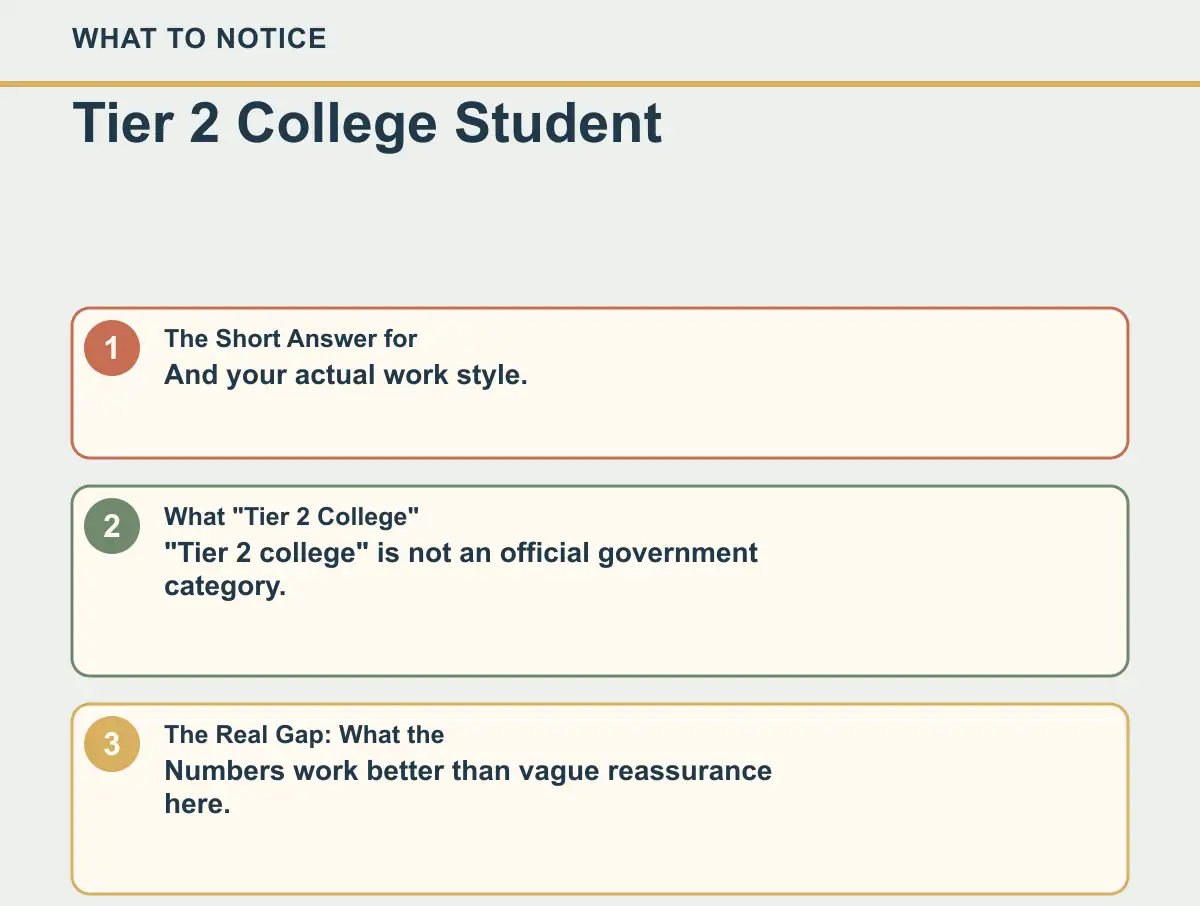 WHAT TO NOTICE
Tier 2 College Student
1
The Short Answer for
And your actual work style.
2
What "Tier 2 College"
"Tier 2 college" is not an official government
category.
3
The Real Gap: What the
Numbers work better than vague reassurance
here.